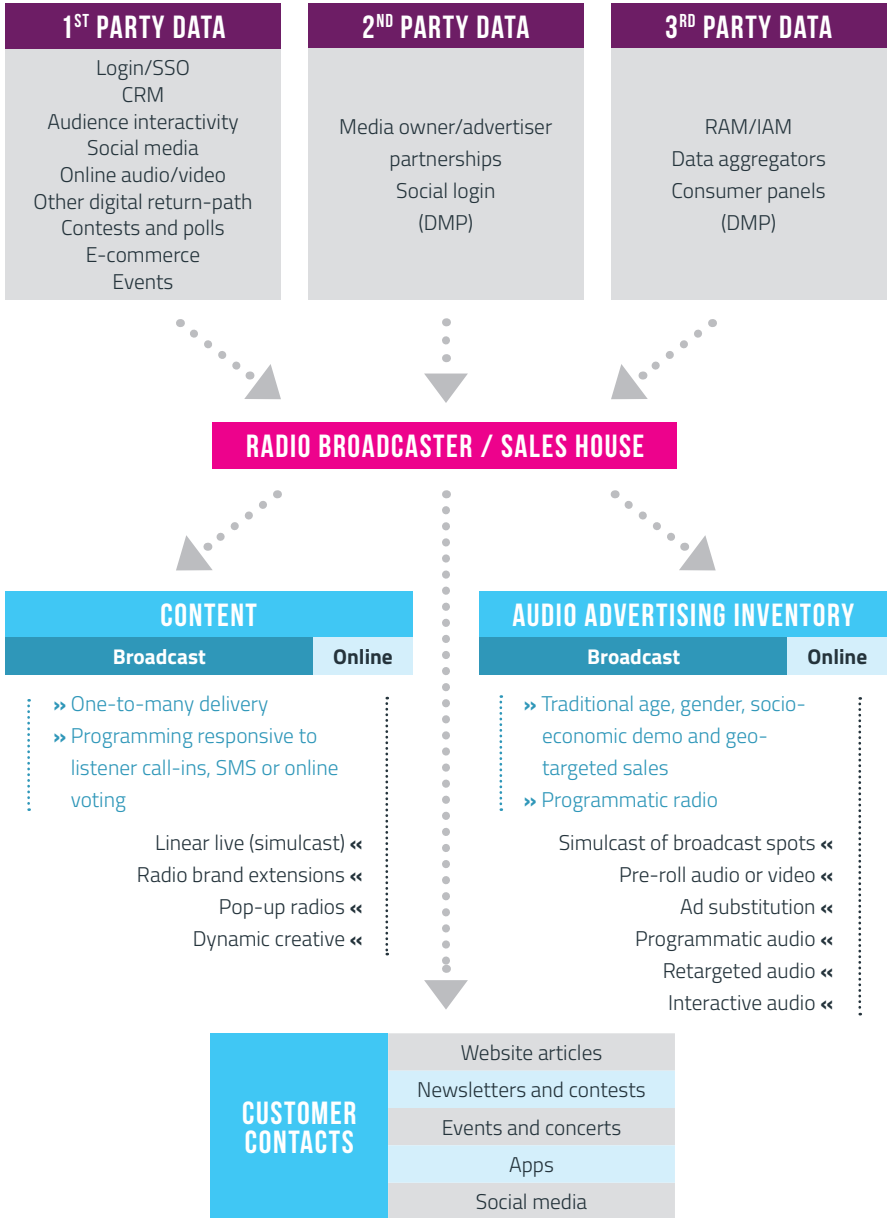 1ST PARTY DATA
Login/SSO
CRM
Audience interactivity
Social media
Online audio/video
Other digital return-path
Contests and polls
E-commerce
Events
2ND PARTY DATA
Media owner/advertiser
partnerships
Social login
(DMP)
3RD PARTY DATA
RAM/IAM
Data aggregators
Consumer panels
(DMP)
RADIO BROADCASTER / SALES HOUSE
CONTENT
Broadcast
Online
» One-to-many delivery
» Programming responsive to
listener call-ins, SMS or online
voting
Linear live (simulcast) «
Radio brand extensions «
Pop-up radios «
Dynamic creative «
AUDIO ADVERTISING INVENTORY
Broadcast
Online
» Traditional age, gender, socio-
economic demo and geo-
targeted sales
» Programmatic radio
Simulcast of broadcast spots «
Pre-roll audio or video «
Ad substitution «
Programmatic audio «
Retargeted audio «
Interactive audio «
CUSTOMER
CONTACTS
Website articles
Newsletters and contests
Events and concerts
Apps
Social media